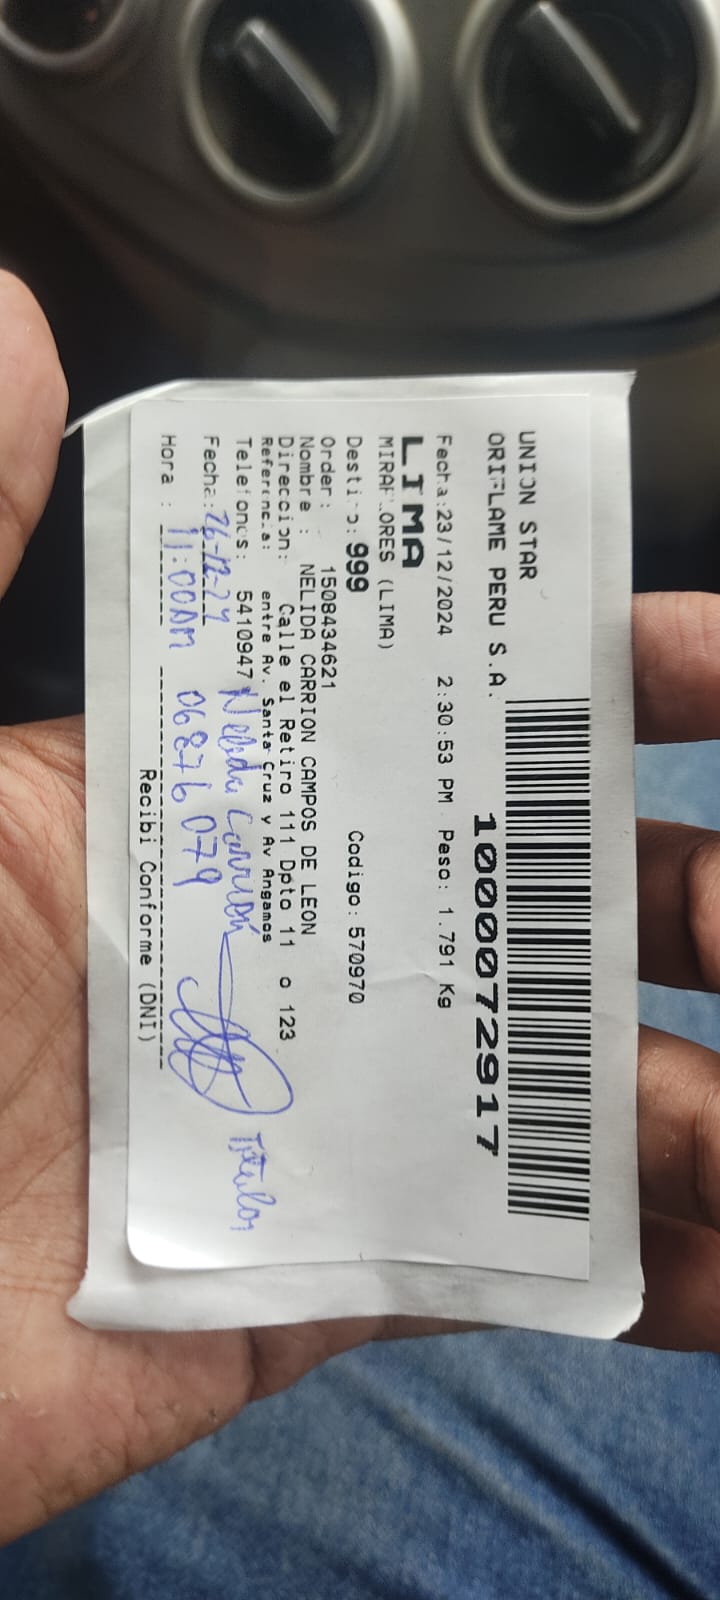 UNION STAR
ORIFLAME PERU S.A.
1000072917
Fecha:23/12/2024 2:30:53 PM Peso: 1.791 Kg
LIMA
MIRAFLORES (LIMA)
Destino: 999 Codigo: 570970
Order: 1508434621
Nombre : NELIDA CARRION CAMPOS DE LEON
Direccion: Calle el Retiro 111 Dpto 11 o 123
Referencia: entre Av. Santa Cruz y Av Angamos
Telefonos: 5410947
Nelida Carrión Titular
Fecha: 26-12-24 06876079
Hora : 11:00AM
Recibi Conforme (DNI)